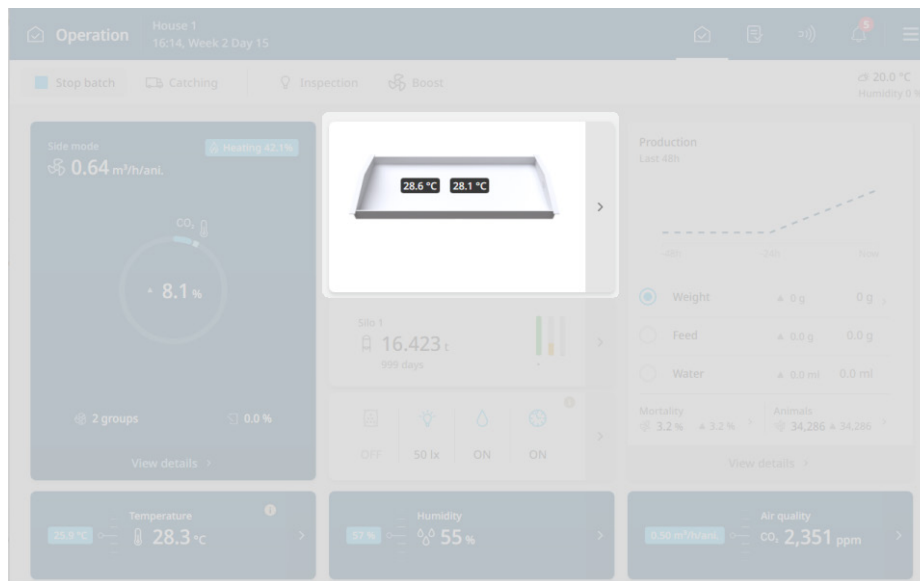 Operation
House 1
16:14, Week 2 Day 15
5
Stop batch
Catching
Inspection
Boost
20.0 °C
Humidity 0 %
Side mode
Heating 42.1%
0.64 m³/h/ani.
CO₂
8.1 %
2 groups
0.0 %
View details
28.6 °C
28.1 °C
Silo 1
16.423 t
999 days
OFF
50 lx
ON
ON
Production
Last 48h
-48h
-24h
Now
Weight
0 g
0 g
Feed
0.0 g
0.0 g
Water
0.0 ml
0.0 ml
Mortality
3.2 %
3.2 %
Animals
34,286
34,286
View details
25.9 °C
Temperature
28.3 °C
57 %
Humidity
55 %
0.50 m³/h/ani.
Air quality
CO₂ 2,351 ppm